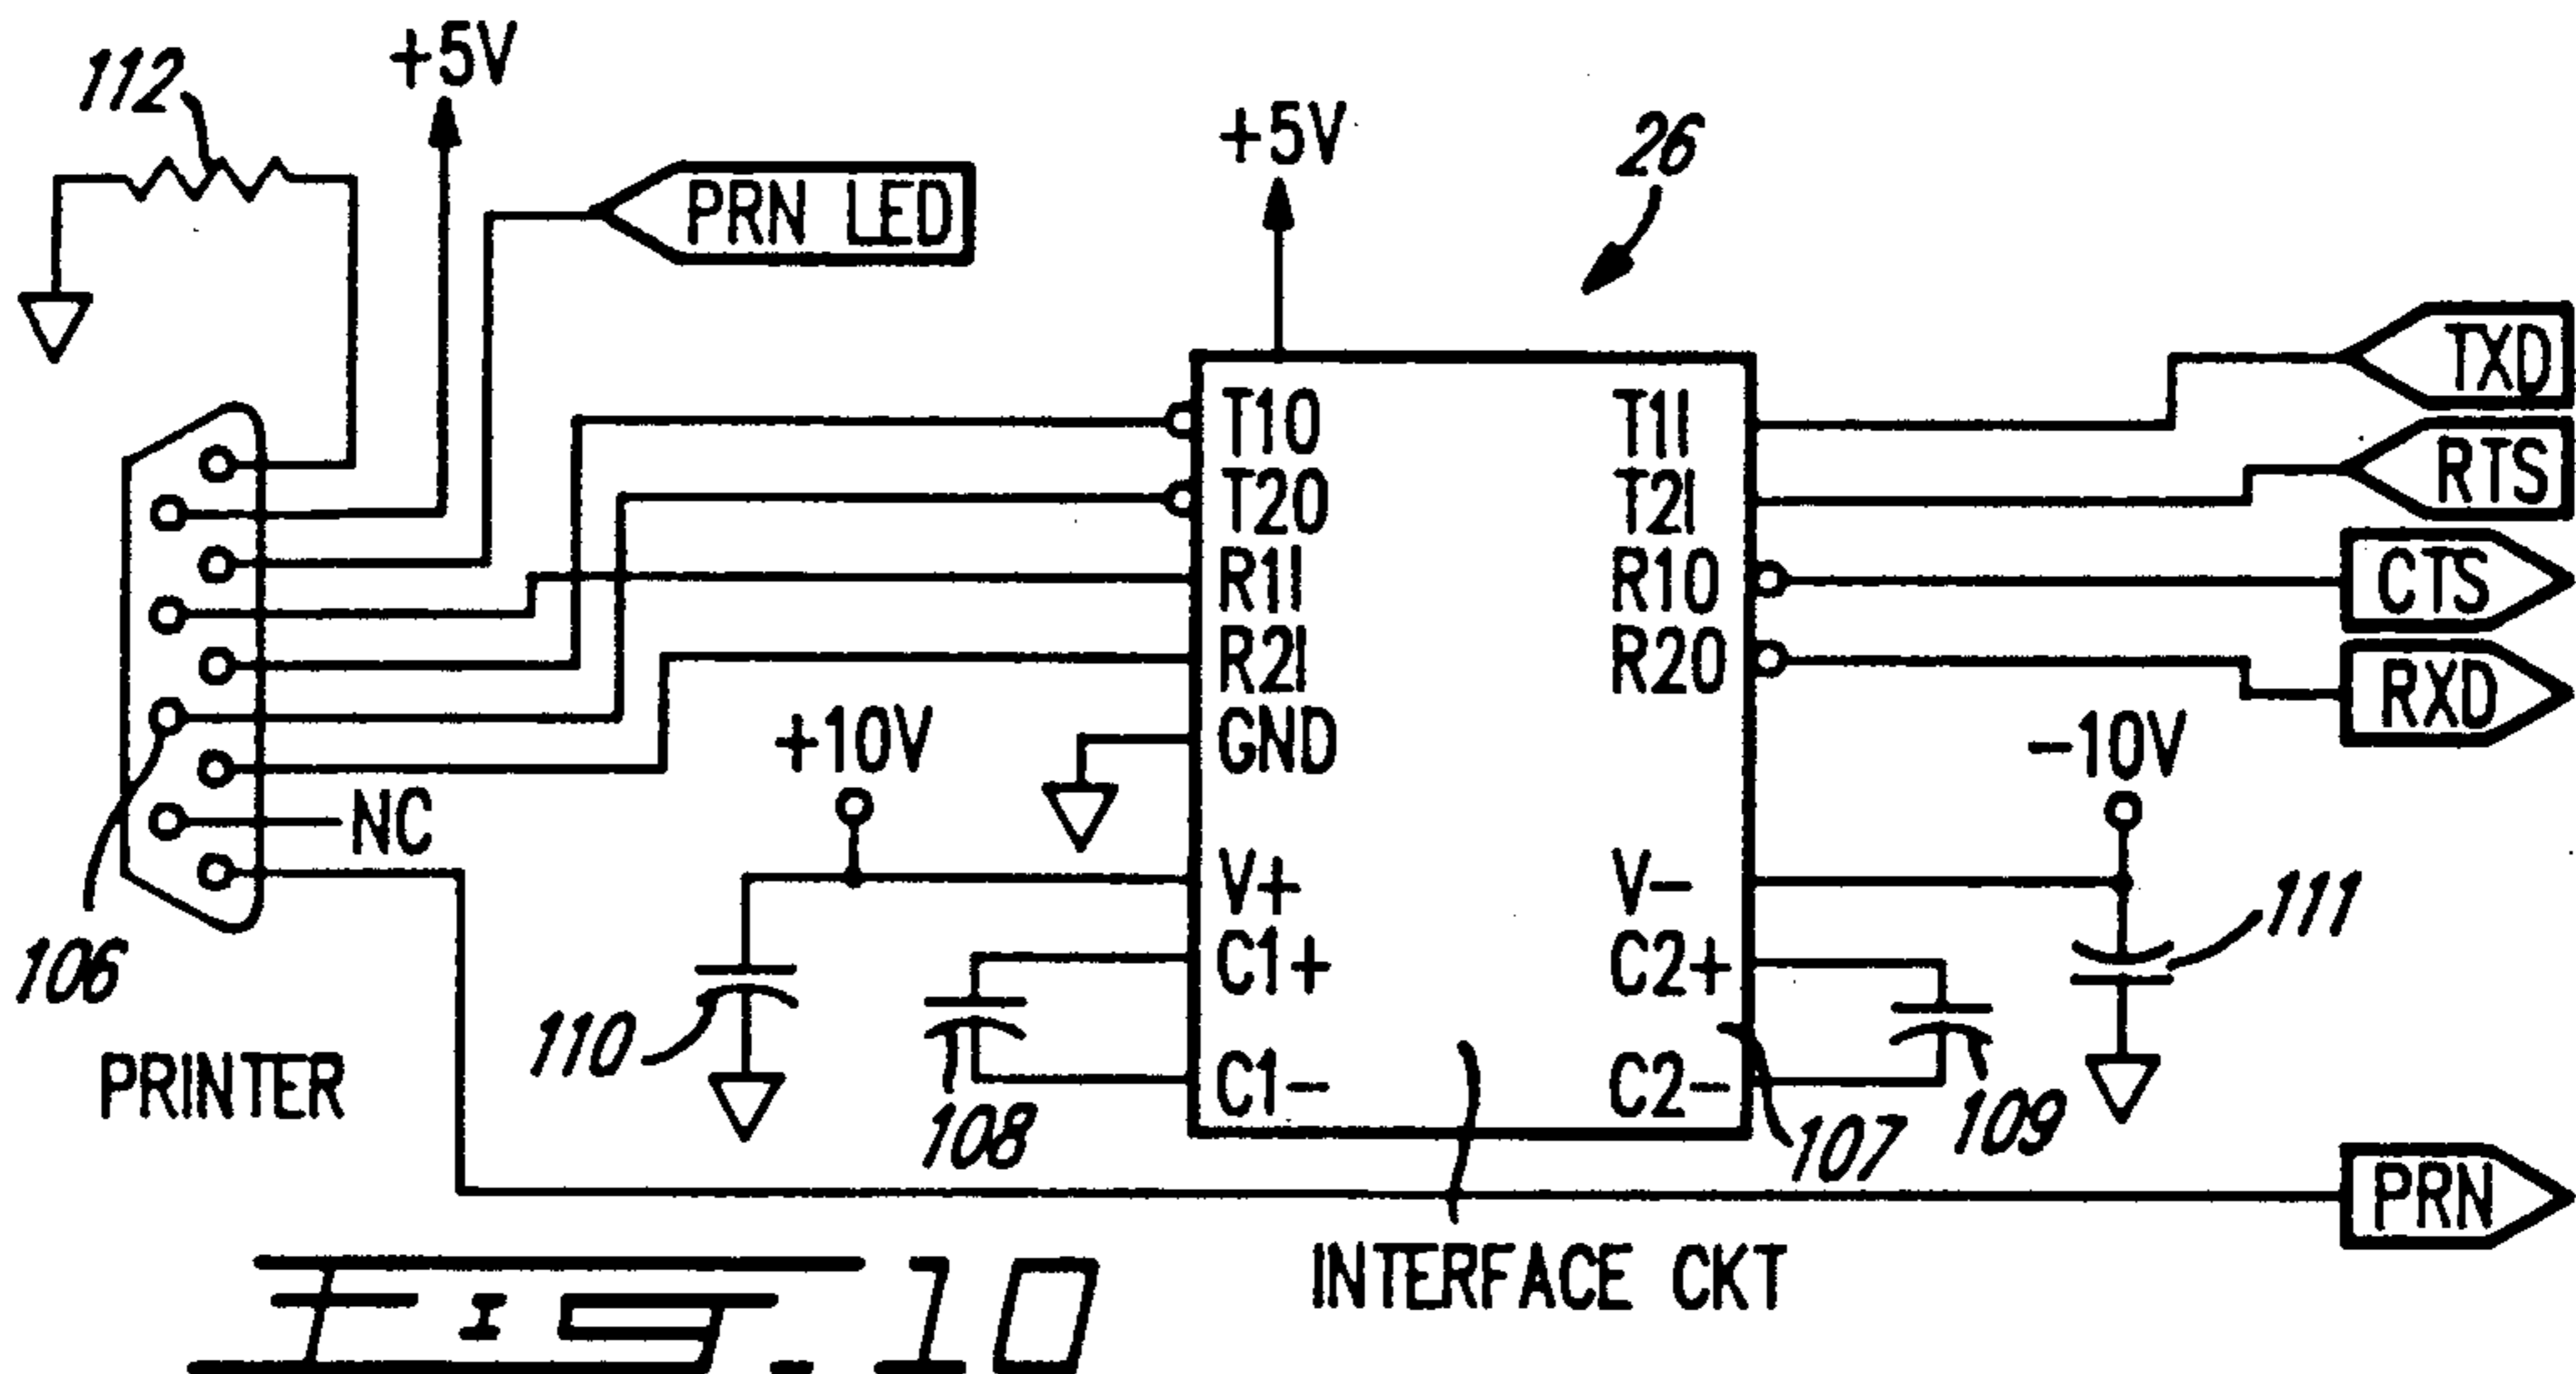 112
+5V
PRN LED
+5V
26
TXD
RTS
CTS
RXD
T1O
T2O
R1I
R2I
GND
V+
C1+
C1-
T1I
T2I
R1O
R2O
V-
C2+
C2-
+10V
-10V
NC
106
110
108
107
109
111
PRINTER
PRN
INTERFACE CKT
FIG. 10